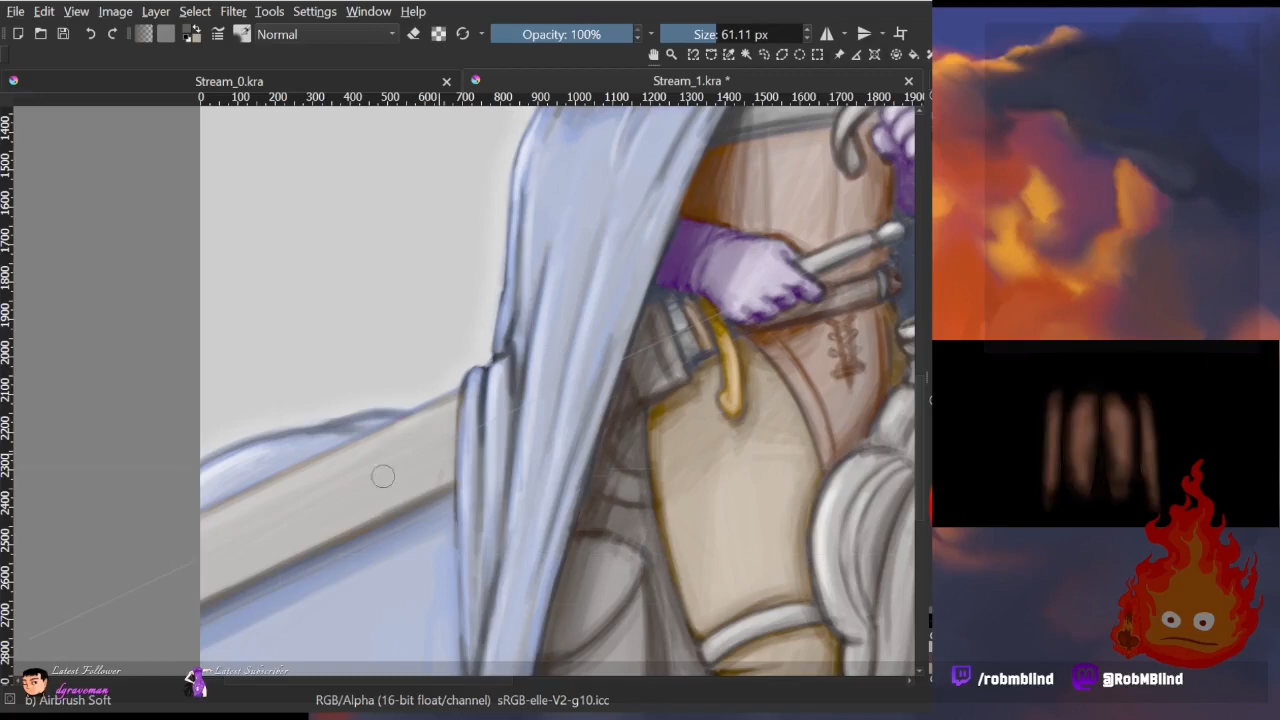 File Edit View Image Layer Select Filter Tools Settings Window Help
Normal Opacity: 100% Size: 61.11 px
Stream_0.kra Stream_1.kra *
0 100 200 300 400 500 600 700 800 900 1000 1100 1200 1300 1400 1500 1600 1700 1800 190
1400
1500
1600
1700
1800
1900
2000
2100
2200
2300
2400
2500
2600
2700
2800
Latest Follower Latest Subscriber
dgraveman
/robmblind @RobMBlind
b) Airbrush Soft RGB/Alpha (16-bit float/channel) sRGB-elle-V2-g10.icc